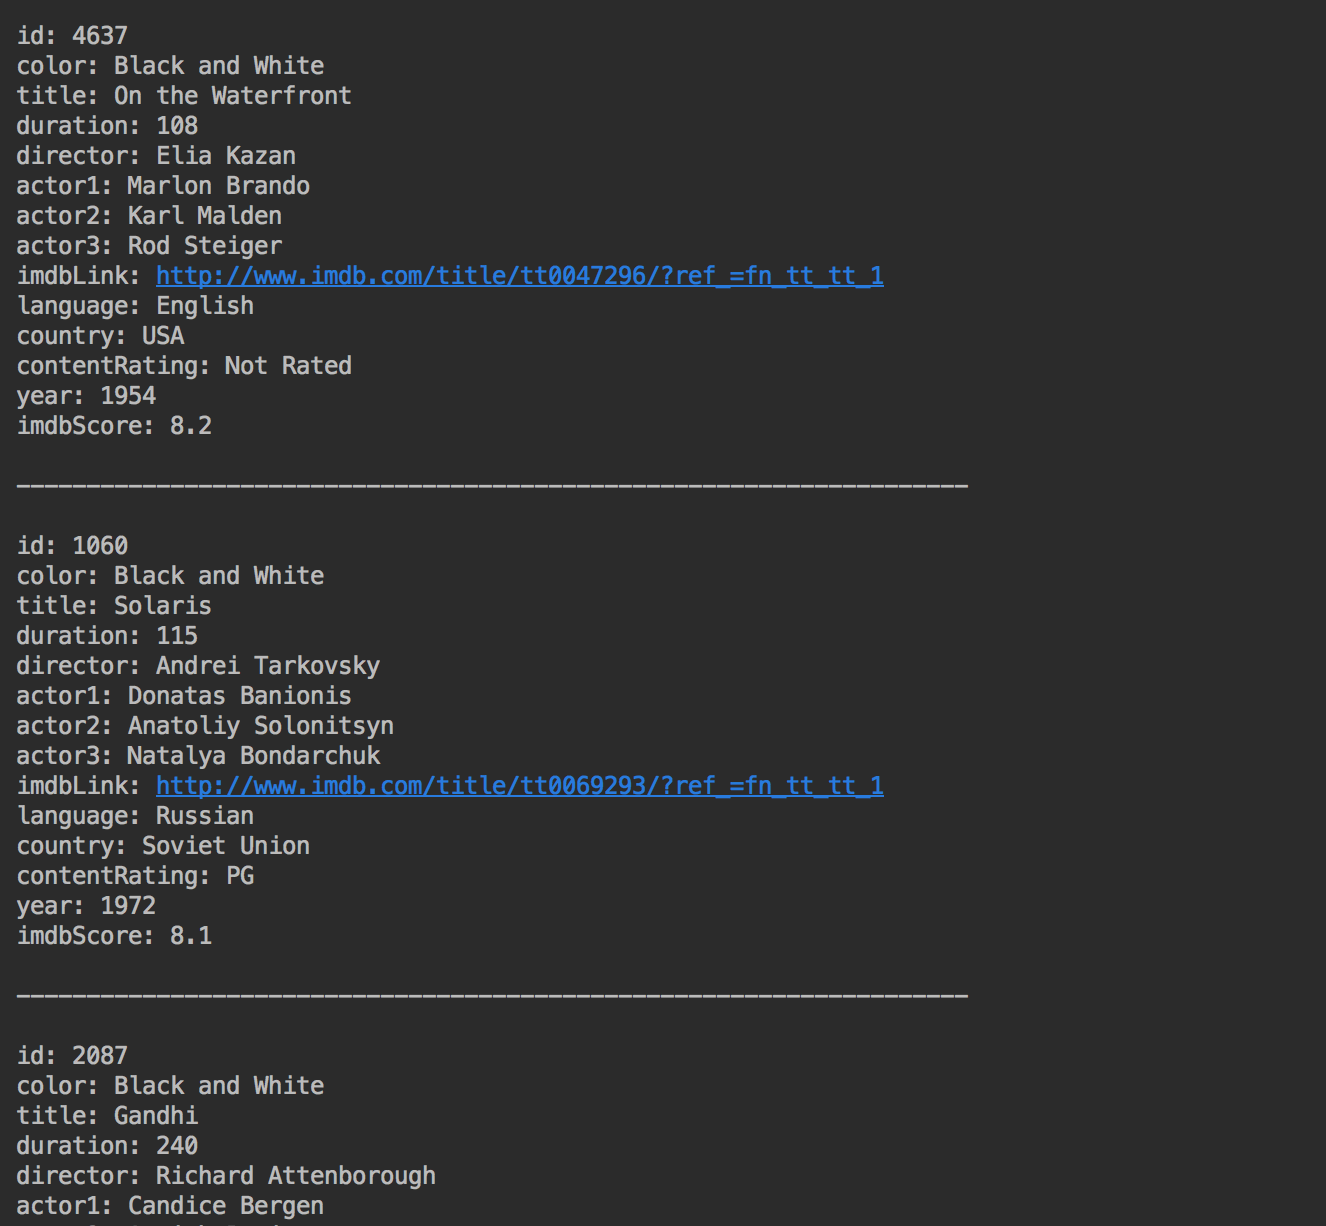 id: 4637
color: Black and White
title: On the Waterfront
duration: 108
director: Elia Kazan
actor1: Marlon Brando
actor2: Karl Malden
actor3: Rod Steiger
imdbLink: http://www.imdb.com/title/tt0047296/?ref_=fn_tt_tt_1
language: English
country: USA
contentRating: Not Rated
year: 1954
imdbScore: 8.2
____________________________________________________________________
id: 1060
color: Black and White
title: Solaris
duration: 115
director: Andrei Tarkovsky
actor1: Donatas Banionis
actor2: Anatoliy Solonitsyn
actor3: Natalya Bondarchuk
imdbLink: http://www.imdb.com/title/tt0069293/?ref_=fn_tt_tt_1
language: Russian
country: Soviet Union
contentRating: PG
year: 1972
imdbScore: 8.1
____________________________________________________________________
id: 2087
color: Black and White
title: Gandhi
duration: 240
director: Richard Attenborough
actor1: Candice Bergen